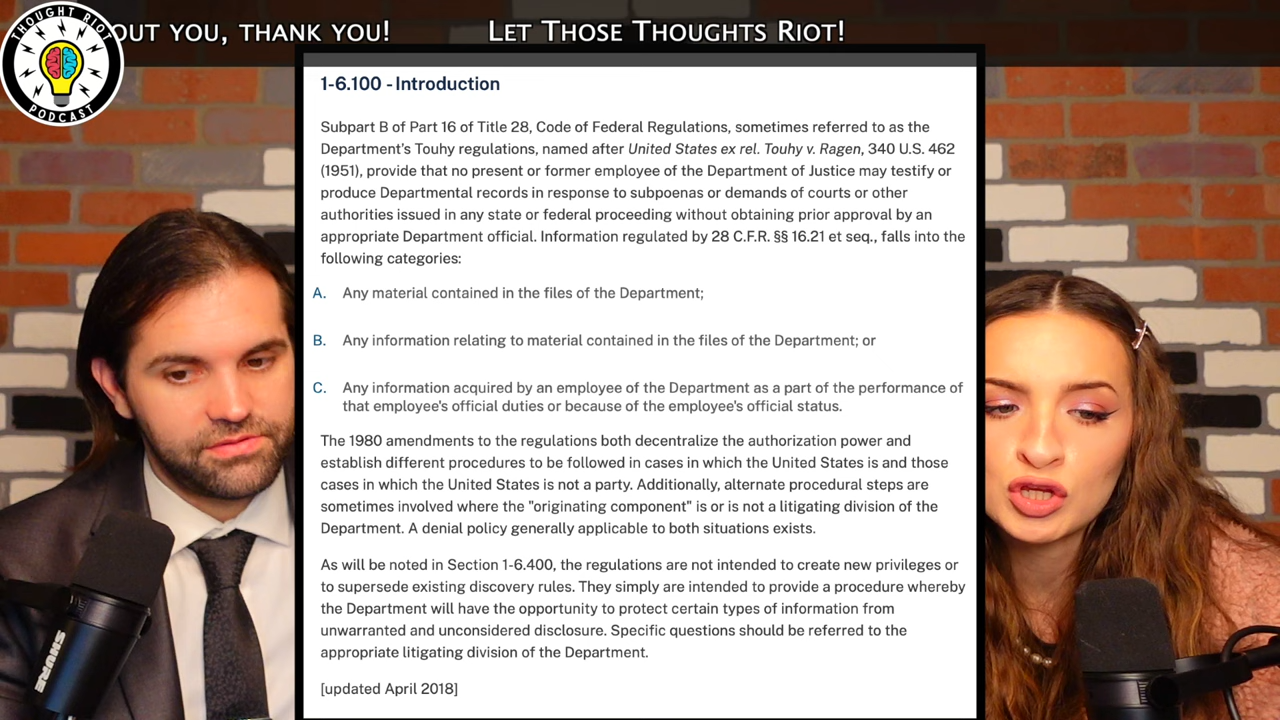 OUT YOU, THANK YOU! LET THOSE THOUGHTS RIOT!
THOUGHT RIOT
PODCAST
1-6.100 - Introduction
Subpart B of Part 16 of Title 28, Code of Federal Regulations, sometimes referred to as the
Department's Touhy regulations, named after United States ex rel. Touhy v. Ragen, 340 U.S. 462
(1951), provide that no present or former employee of the Department of Justice may testify or
produce Departmental records in response to subpoenas or demands of courts or other
authorities issued in any state or federal proceeding without obtaining prior approval by an
appropriate Department official. Information regulated by 28 C.F.R. §§ 16.21 et seq., falls into the
following categories:
A. Any material contained in the files of the Department;
B. Any information relating to material contained in the files of the Department; or
C. Any information acquired by an employee of the Department as a part of the performance of
that employee's official duties or because of the employee's official status.
The 1980 amendments to the regulations both decentralize the authorization power and
establish different procedures to be followed in cases in which the United States is and those
cases in which the United States is not a party. Additionally, alternate procedural steps are
sometimes involved where the "originating component" is or is not a litigating division of the
Department. A denial policy generally applicable to both situations exists.
As will be noted in Section 1-6.400, the regulations are not intended to create new privileges or
to supersede existing discovery rules. They simply are intended to provide a procedure whereby
the Department will have the opportunity to protect certain types of information from
unwarranted and unconsidered disclosure. Specific questions should be referred to the
appropriate litigating division of the Department.
[updated April 2018]
SHURE